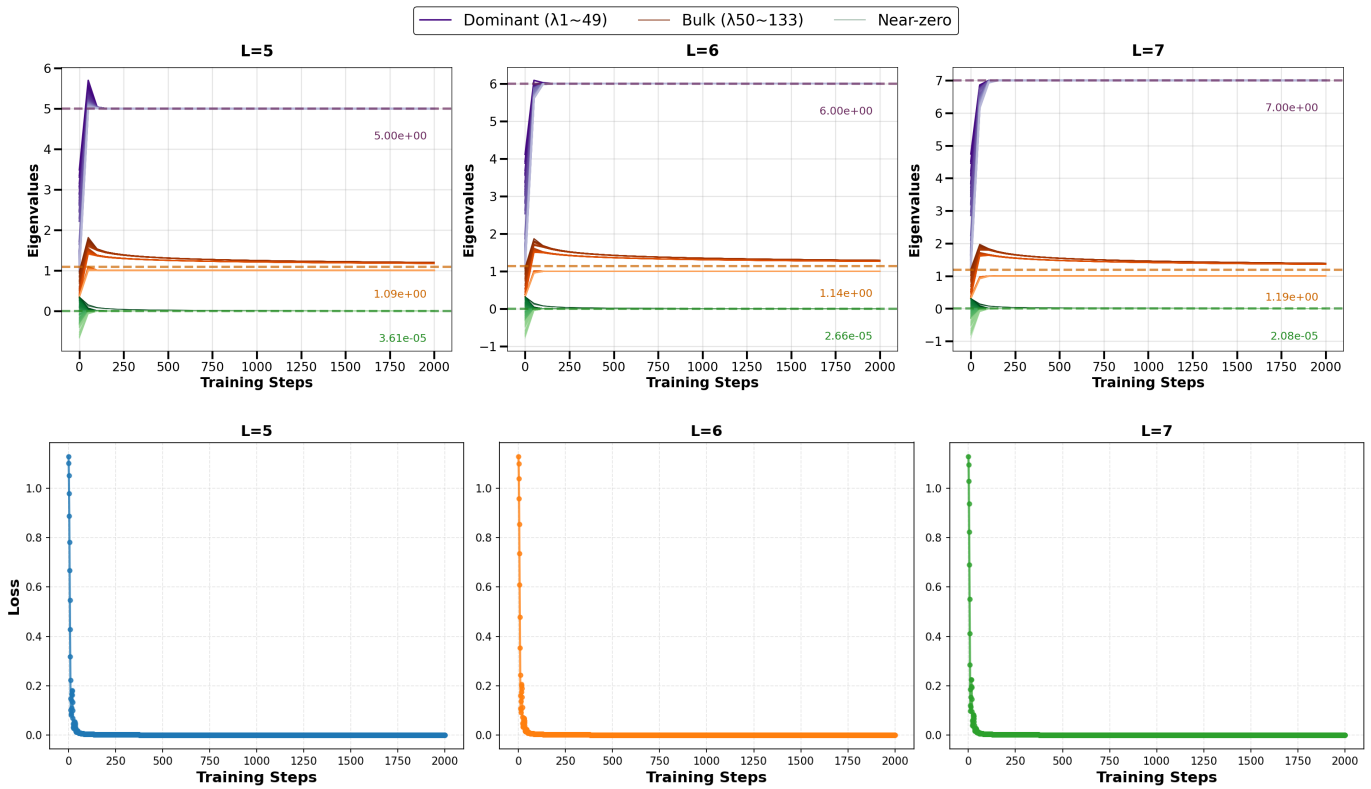 Dominant (λ1~49) Bulk (λ50~133) Near-zero
L=5
L=6
L=7
Eigenvalues
6
5
4
3
2
1
0
5.00e+00
1.09e+00
3.61e-05
0 250 500 750 1000 1250 1500 1750 2000
Training Steps
Eigenvalues
6
5
4
3
2
1
0
−1
6.00e+00
1.14e+00
2.66e-05
0 250 500 750 1000 1250 1500 1750 2000
Training Steps
Eigenvalues
7
6
5
4
3
2
1
0
−1
7.00e+00
1.19e+00
2.08e-05
0 250 500 750 1000 1250 1500 1750 2000
Training Steps
L=5
Loss
1.0
0.8
0.6
0.4
0.2
0.0
0 250 500 750 1000 1250 1500 1750 2000
Training Steps
L=6
1.0
0.8
0.6
0.4
0.2
0.0
0 250 500 750 1000 1250 1500 1750 2000
Training Steps
L=7
1.0
0.8
0.6
0.4
0.2
0.0
0 250 500 750 1000 1250 1500 1750 2000
Training Steps